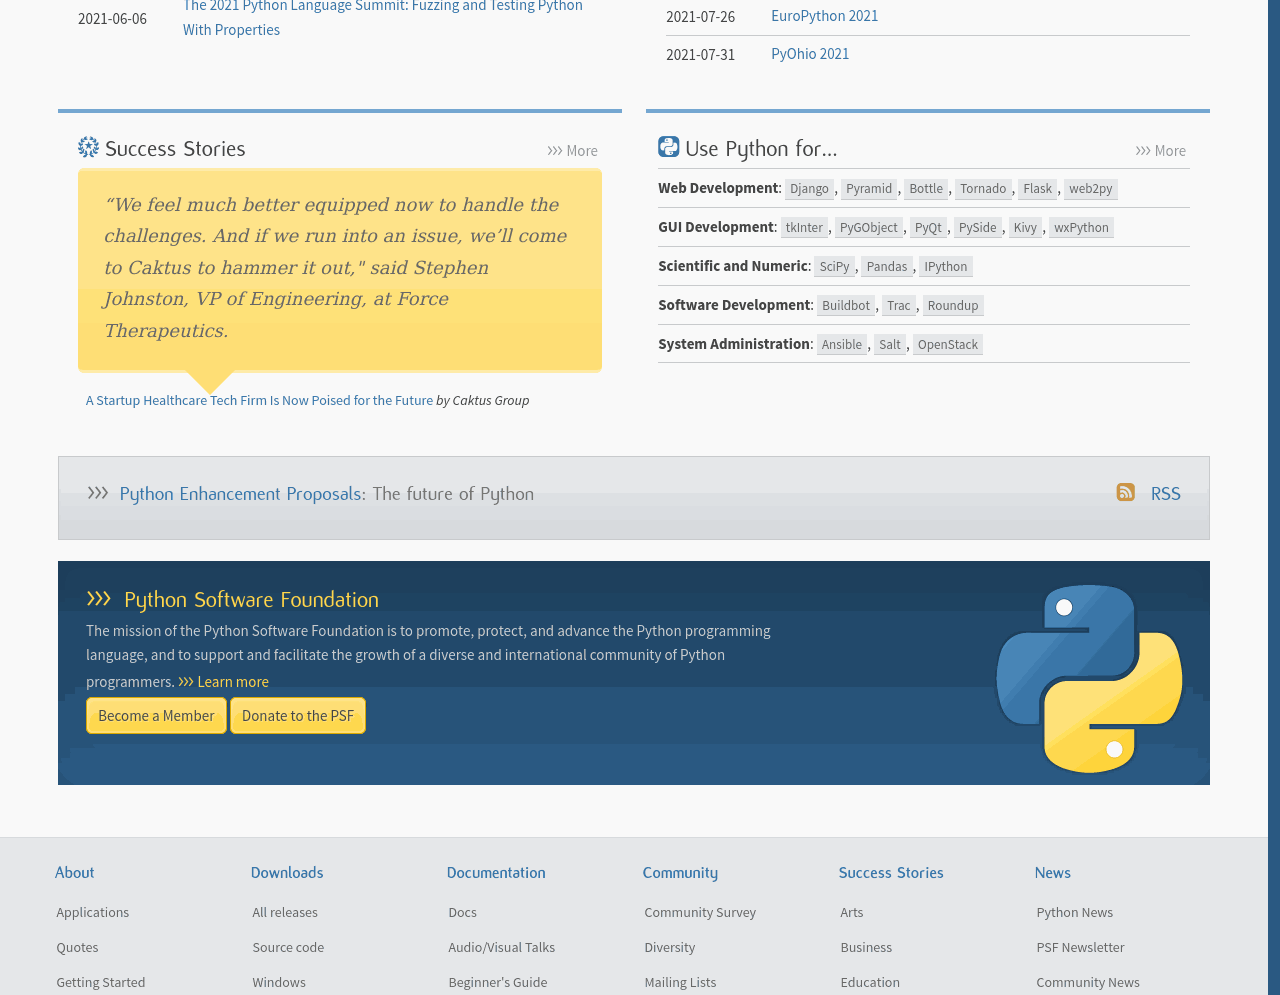 The 2021 Python Language Summit: Fuzzing and Testing Python
2021-06-06
With Properties
2021-07-26 EuroPython 2021
2021-07-31 PyOhio 2021
Success Stories
>>> More
“We feel much better equipped now to handle the
challenges. And if we run into an issue, we’ll come
to Caktus to hammer it out," said Stephen
Johnston, VP of Engineering, at Force
Therapeutics.
A Startup Healthcare Tech Firm Is Now Poised for the Future by Caktus Group
Use Python for…
>>> More
Web Development: Django, Pyramid, Bottle, Tornado, Flask, web2py
GUI Development: tkInter, PyGObject, PyQt, PySide, Kivy, wxPython
Scientific and Numeric: SciPy, Pandas, IPython
Software Development: Buildbot, Trac, Roundup
System Administration: Ansible, Salt, OpenStack
>>> Python Enhancement Proposals: The future of Python
RSS
>>> Python Software Foundation
The mission of the Python Software Foundation is to promote, protect, and advance the Python programming
language, and to support and facilitate the growth of a diverse and international community of Python
programmers. >>> Learn more
Become a Member Donate to the PSF
About Downloads Documentation Community Success Stories News
Applications All releases Docs Community Survey Arts Python News
Quotes Source code Audio/Visual Talks Diversity Business PSF Newsletter
Getting Started Windows Beginner's Guide Mailing Lists Education Community News